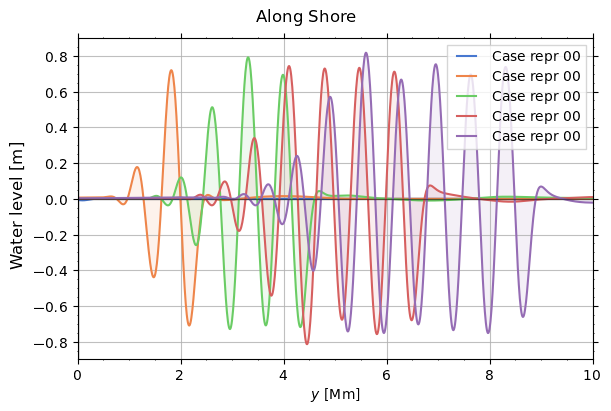 Along Shore
Water level [m]
0.8
0.6
0.4
0.2
0.0
−0.2
−0.4
−0.6
−0.8
Case repr 00
Case repr 00
Case repr 00
Case repr 00
Case repr 00
0 2 4 6 8 10
y [Mm]